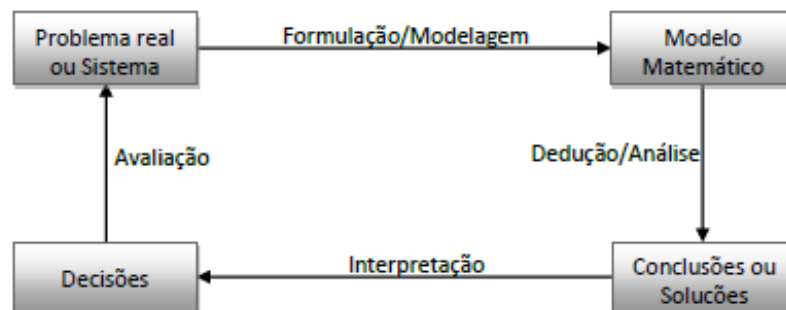 Problema real
ou Sistema
Formulação/Modelagem
Modelo
Matemático
Avaliação
Dedução/Análise
Decisões
Interpretação
Conclusões ou
Soluções